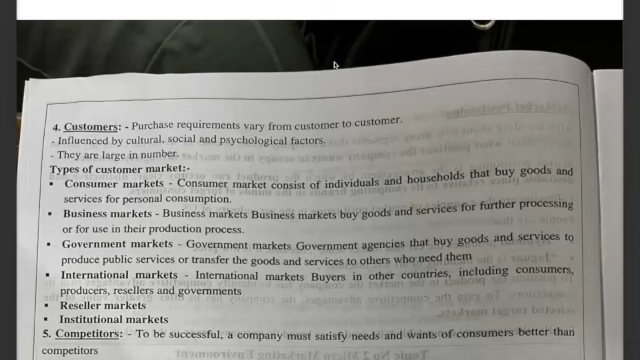 4. Customers: - Purchase requirements vary from customer to customer.
- Influenced by cultural, social and psychological factors.
- They are large in number.
Types of customer market:-
▪ Consumer markets - Consumer market consist of individuals and households that buy goods and
services for personal consumption.
▪ Business markets - Business markets Business markets buy goods and services for further processing
or for use in their production process.
▪ Government markets - Government markets Government agencies that buy goods and services to
produce public services or transfer the goods and services to others who need them
▪ International markets - International markets Buyers in other countries, including consumers,
producers, resellers and governments
▪ Reseller markets
▪ Institutional markets
5. Competitors: - To be successful, a company must satisfy needs and wants of consumers better than
competitors